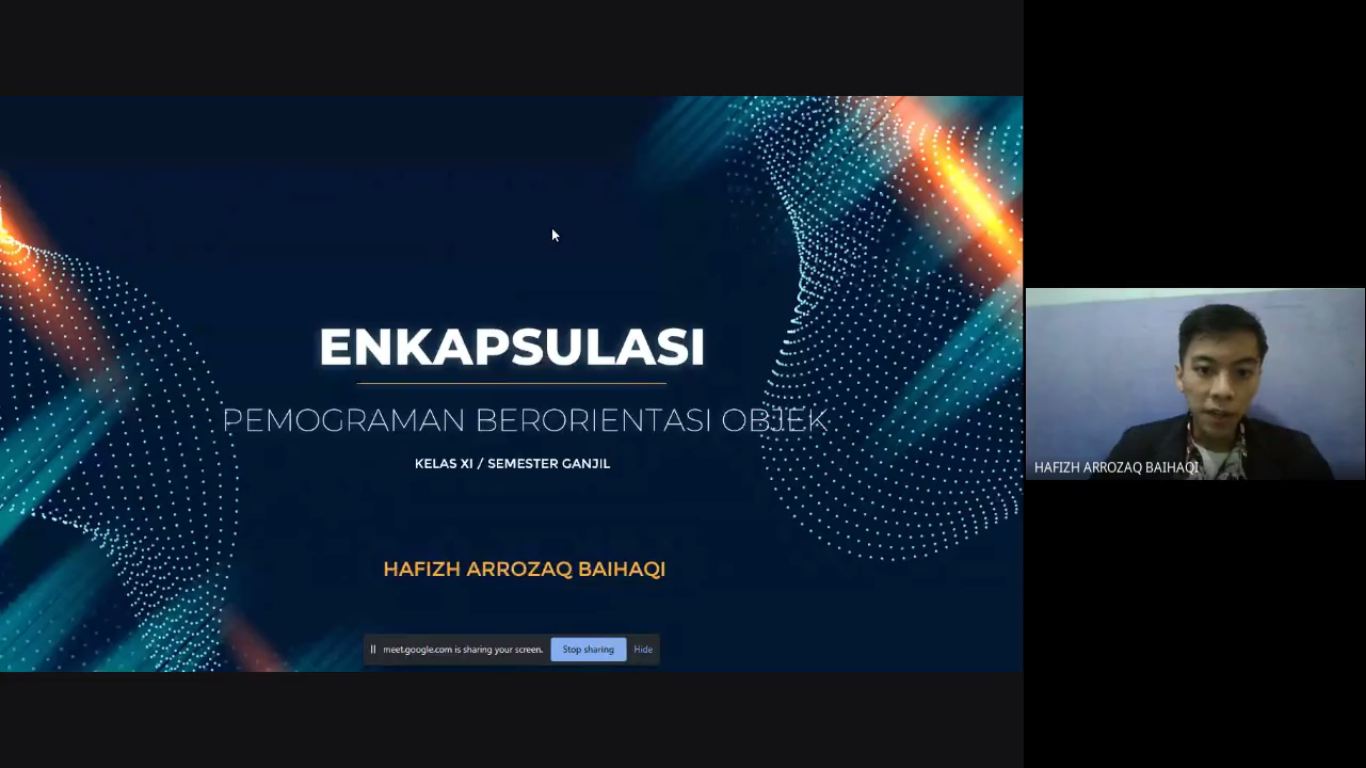 ENKAPSULASI
PEMOGRAMAN BERORIENTASI OBJEK
KELAS XI / SEMESTER GANJIL
HAFIZH ARROZAQ BAIHAQI
meet.google.com is sharing your screen. Stop sharing Hide
HAFIZH ARROZAQ BAIHAQI